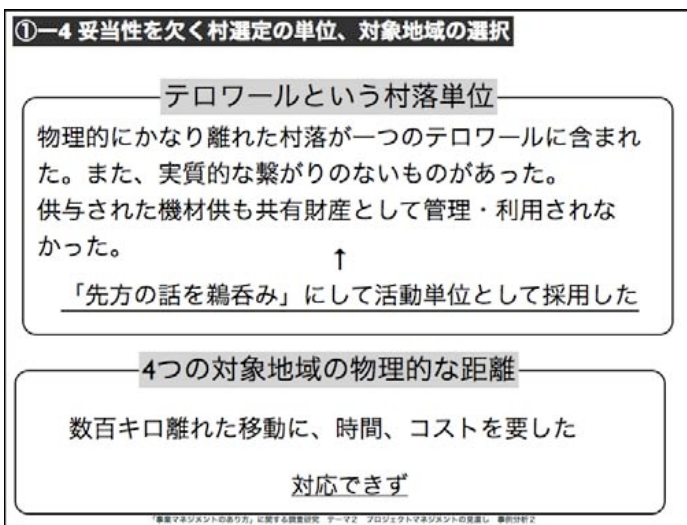 ①ー4 妥当性を欠く村選定の単位、対象地域の選択
テロワールという村落単位
物理的にかなり離れた村落が一つのテロワールに含まれ
た。また、実質的な繋がりのないものがあった。
供与された機材供も共有財産として管理・利用されな
かった。
↑
「先方の話を鵜呑み」にして活動単位として採用した
4つの対象地域の物理的な距離
数百キロ離れた移動に、時間、コストを要した
対応できず
「事業マネジメントのあり方」に関する調査研究 テーマ2 プロジェクトマネジメントの見直し 事例分析2